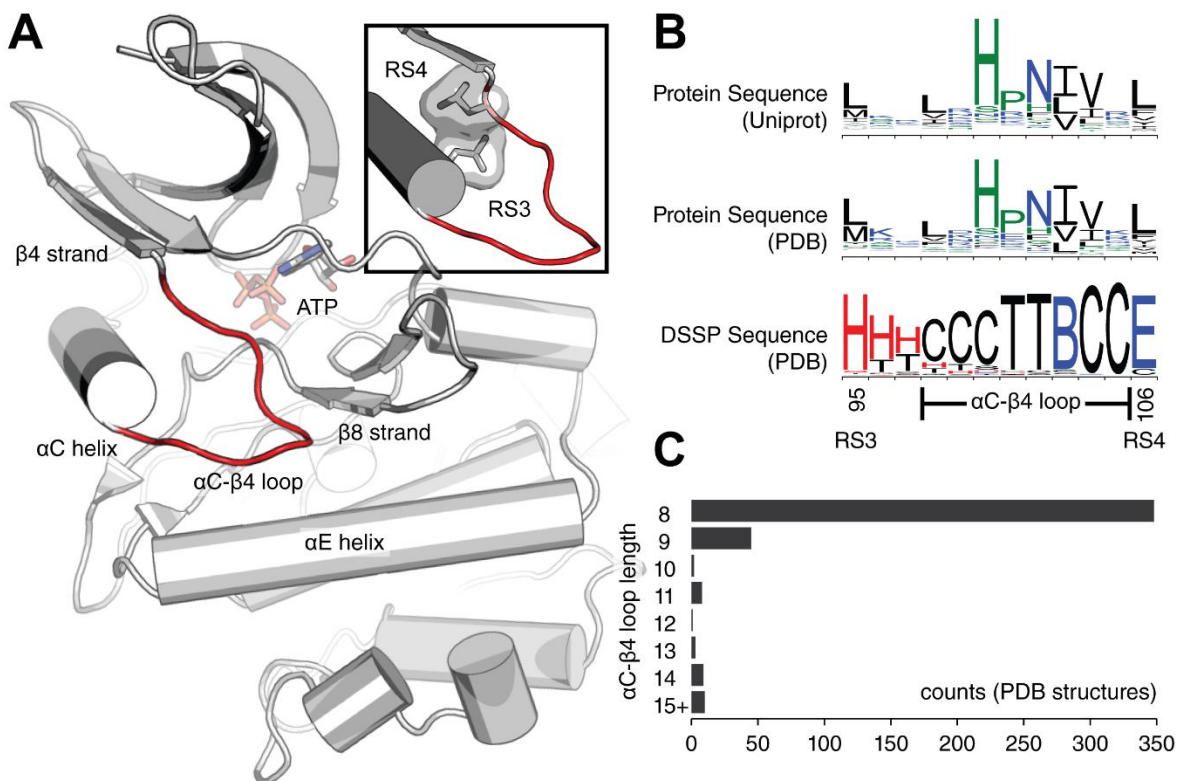 A
RS4
RS3
β4 strand
ATP
αC helix
β8 strand
αC-β4 loop
αE helix
B
Protein Sequence
(Uniprot)
L
M
L
H
P
N
I
L
V
V
L
Protein Sequence
(PDB)
L
M
K
L
H
P
N
I
V
V
L
DSSP Sequence
(PDB)
HHHCCCTTBCCE
95
αC-β4 loop
106
RS3
RS4
C
αC-β4 loop length
8
9
10
11
12
13
14
15+
counts (PDB structures)
0 50 100 150 200 250 300 350